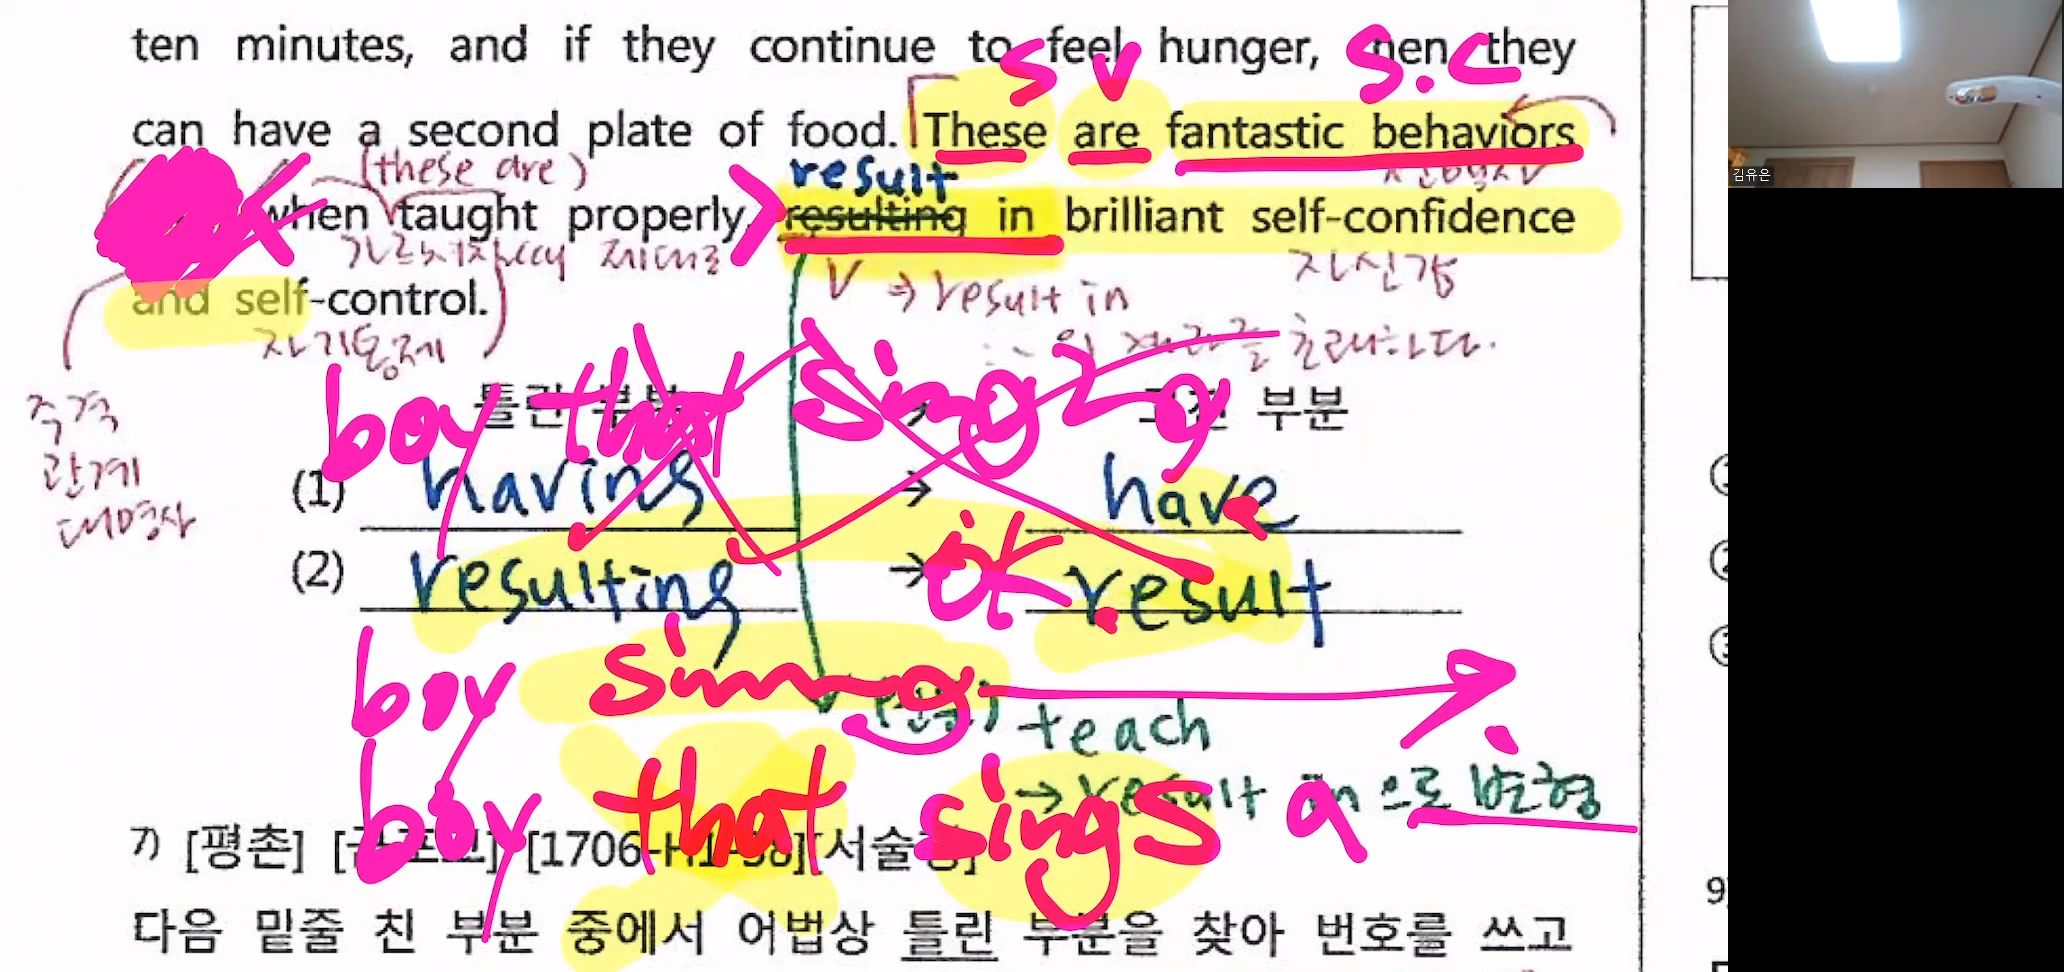 ten minutes, and if they continue to feel hunger, then they
S V S.C
can have a second plate of food. These are fantastic behaviors
(these are) result
when taught properly, resulting in brilliant self-confidence
가르쳐질때 제대로 자신감
and self-control. V → result in
자기통제 의 결과를 초래하다.
주격
관계
대명사
틀린 부분 고친 부분
boy that sing 2 a
(1) having → have
(2) resulting → result
OK
boy sing
teach
→ result in 으로 변형
boy that sings a
7) [평촌] [1706-H1-38][서술형]
다음 밑줄 친 부분 중에서 어법상 틀린 부분을 찾아 번호를 쓰고
김유은
9